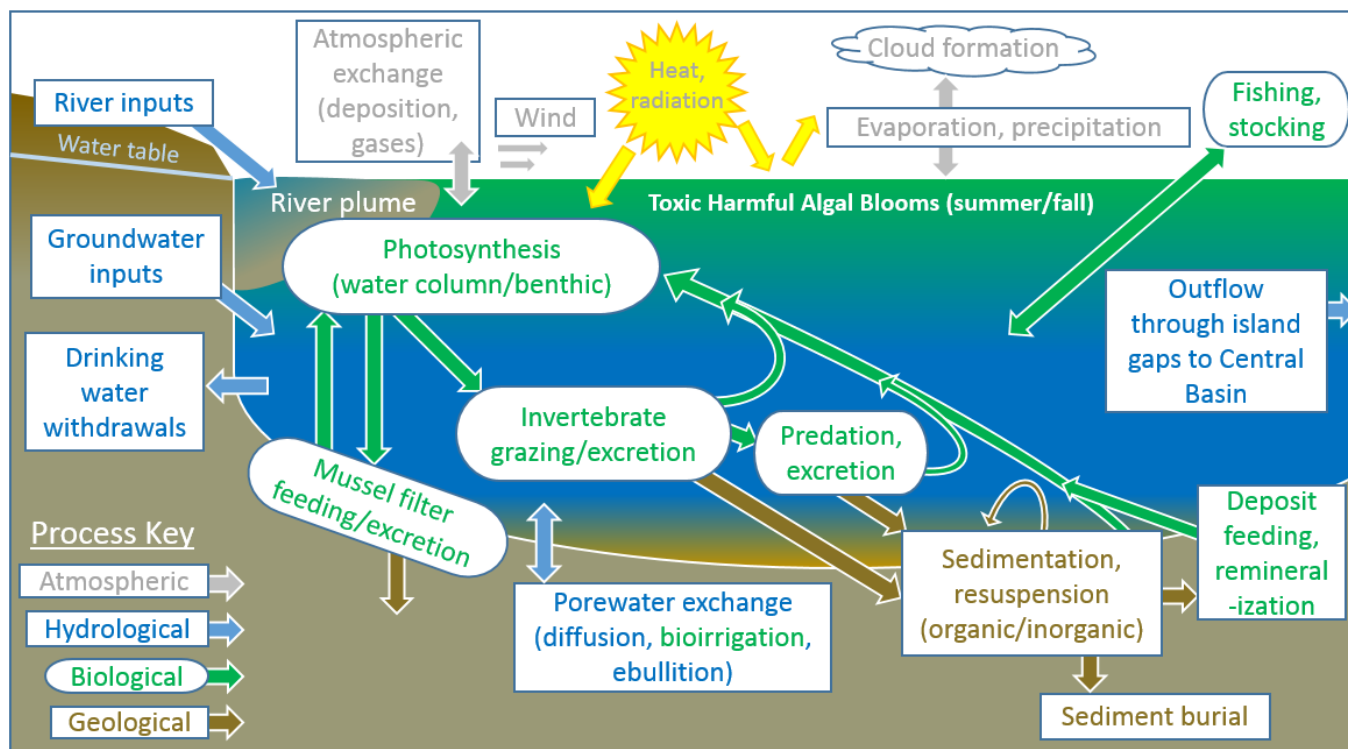 Atmospheric
exchange
(deposition,
gases)
Wind
Heat,
radiation
Cloud formation
Evaporation, precipitation
Fishing,
stocking
River inputs
Water table
River plume
Toxic Harmful Algal Blooms (summer/fall)
Groundwater
inputs
Photosynthesis
(water column/benthic)
Outflow
through island
gaps to Central
Basin
Drinking
water
withdrawals
Invertebrate
grazing/excretion
Predation,
excretion
Mussel filter
feeding/excretion
Deposit
feeding,
remineral
-ization
Sedimentation,
resuspension
(organic/inorganic)
Porewater exchange
(diffusion, bioirrigation,
ebullition)
Sediment burial
Process Key
Atmospheric
Hydrological
Biological
Geological